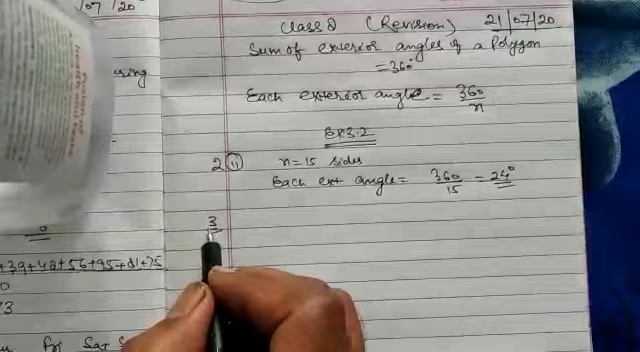 /07/20
Class 8 (Revision) 21/07/20
Sum of exterior angles of a Polygon
= 360°
Each exterior angle = 360/n
Ex 3.2
2 (ii) n = 15 sides
Each ext angle = 360/15 = 24°
3
+39+48+56+95+81+75